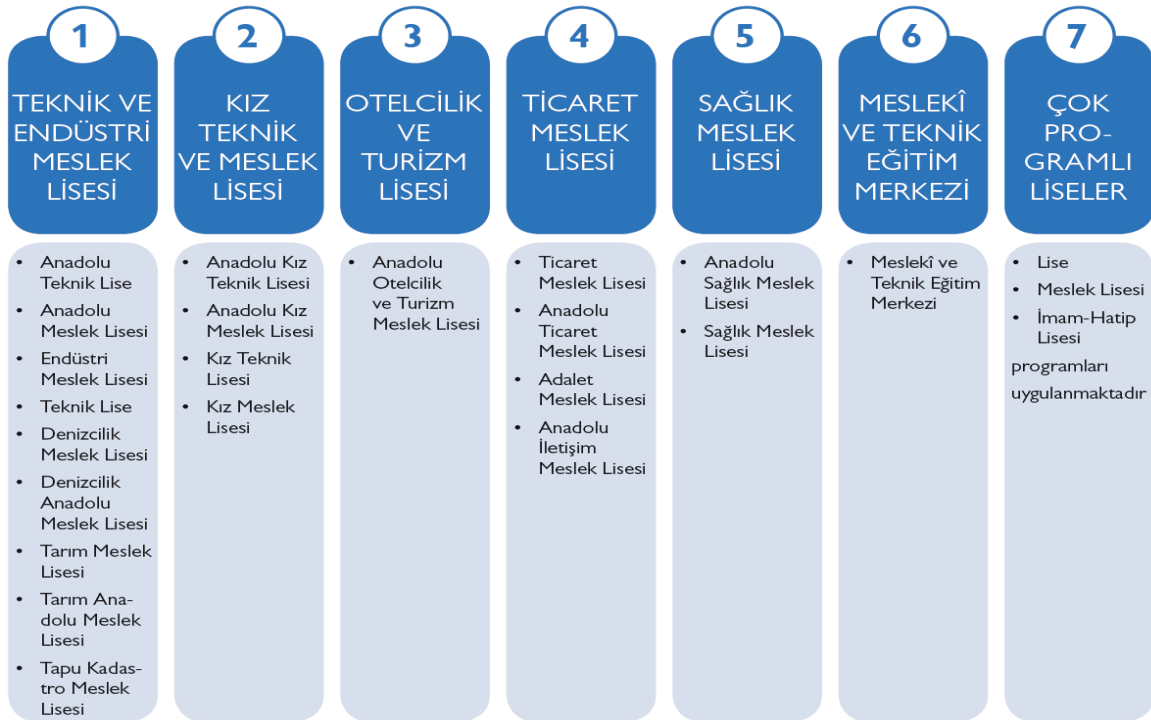 1
TEKNİK VE
ENDÜSTRİ
MESLEK
LİSESİ
• Anadolu
Teknik Lise
• Anadolu
Meslek Lisesi
• Endüstri
Meslek Lisesi
• Teknik Lise
• Denizcilik
Meslek Lisesi
• Denizcilik
Anadolu
Meslek Lisesi
• Tarım Meslek
Lisesi
• Tarım Ana-
dolu Meslek
Lisesi
• Tapu Kadas-
tro Meslek
Lisesi
2
KIZ
TEKNİK
VE MESLEK
LİSESİ
• Anadolu Kız
Teknik Lisesi
• Anadolu Kız
Meslek Lisesi
• Kız Teknik
Lisesi
• Kız Meslek
Lisesi
3
OTELCİLİK
VE
TURİZM
LİSESİ
• Anadolu
Otelcilik
ve Turizm
Meslek Lisesi
4
TİCARET
MESLEK
LİSESİ
• Ticaret
Meslek Lisesi
• Anadolu
Ticaret
Meslek Lisesi
• Adalet
Meslek Lisesi
• Anadolu
İletişim
Meslek Lisesi
5
SAĞLIK
MESLEK
LİSESİ
• Anadolu
Sağlık Meslek
Lisesi
• Sağlık Meslek
Lisesi
6
MESLEKÎ
VE TEKNİK
EĞİTİM
MERKEZİ
• Meslekî ve
Teknik Eğitim
Merkezi
7
ÇOK
PRO-
GRAMLI
LİSELER
• Lise
• Meslek Lisesi
• İmam-Hatip
Lisesi
programları
uygulanmaktadır